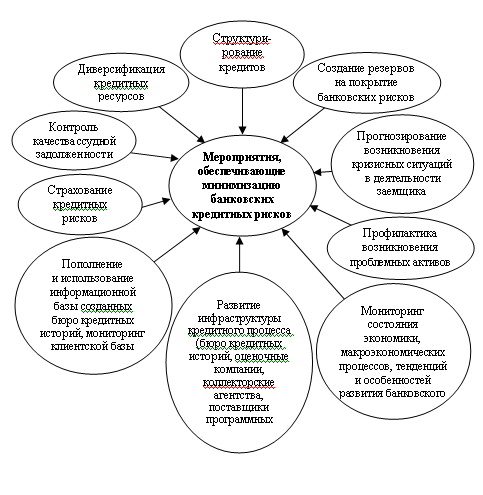 Структури-
рование
кредитов
Диверсификация
кредитных
ресурсов
Создание резервов
на покрытие
банковских рисков
Контроль
качества ссудной
задолженности
Мероприятия,
обеспечивающие
минимизацию
банковских
кредитных рисков
Прогнозирование
возникновения
кризисных ситуаций
в деятельности
заемщика
Страхование
кредитных
рисков
Профилактика
возникновения
проблемных активов
Пополнение
и использование
информационной
базы созданных
бюро кредитных
историй, мониторинг
клиентской базы
Развитие
инфраструктуры
кредитного процесса
(бюро кредитных
историй, оценочные
компании,
коллекторские
агентства,
поставщики
программных
Мониторинг
состояния
экономики,
макроэкономических
процессов, тенденций
и особенностей
развития банковского